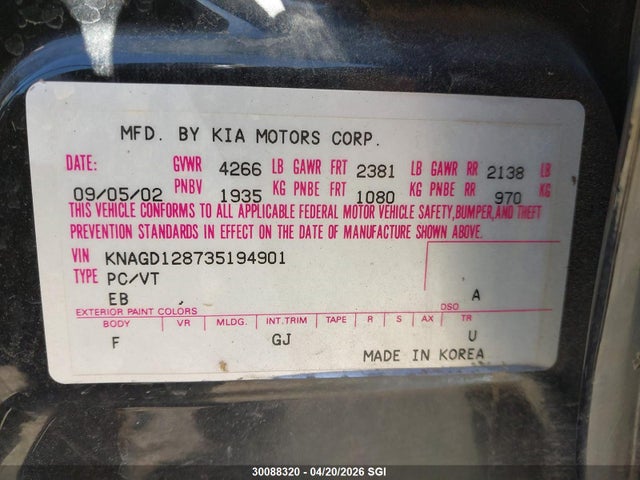 MFD. BY KIA MOTORS CORP.
DATE: GVWR 4266 LB GAWR FRT 2381 LB GAWR RR 2138 LB
09/05/02 PNBV 1935 KG PNBE FRT 1080 KG PNBE RR 970 KG
THIS VEHICLE CONFORMS TO ALL APPLICABLE FEDERAL MOTOR VEHICLE SAFETY,BUMPER,AND THEFT
PREVENTION STANDARDS IN EFFECT ON THE DATE OF MANUFACTURE SHOWN ABOVE.
VIN KNAGD128735194901
TYPE PC/VT
EB A
EXTERIOR PAINT COLORS DSO
BODY VR MLDG. INT.TRIM TAPE R S AX TR
F GJ U
MADE IN KOREA
30088320 - 04/20/2026 SGI